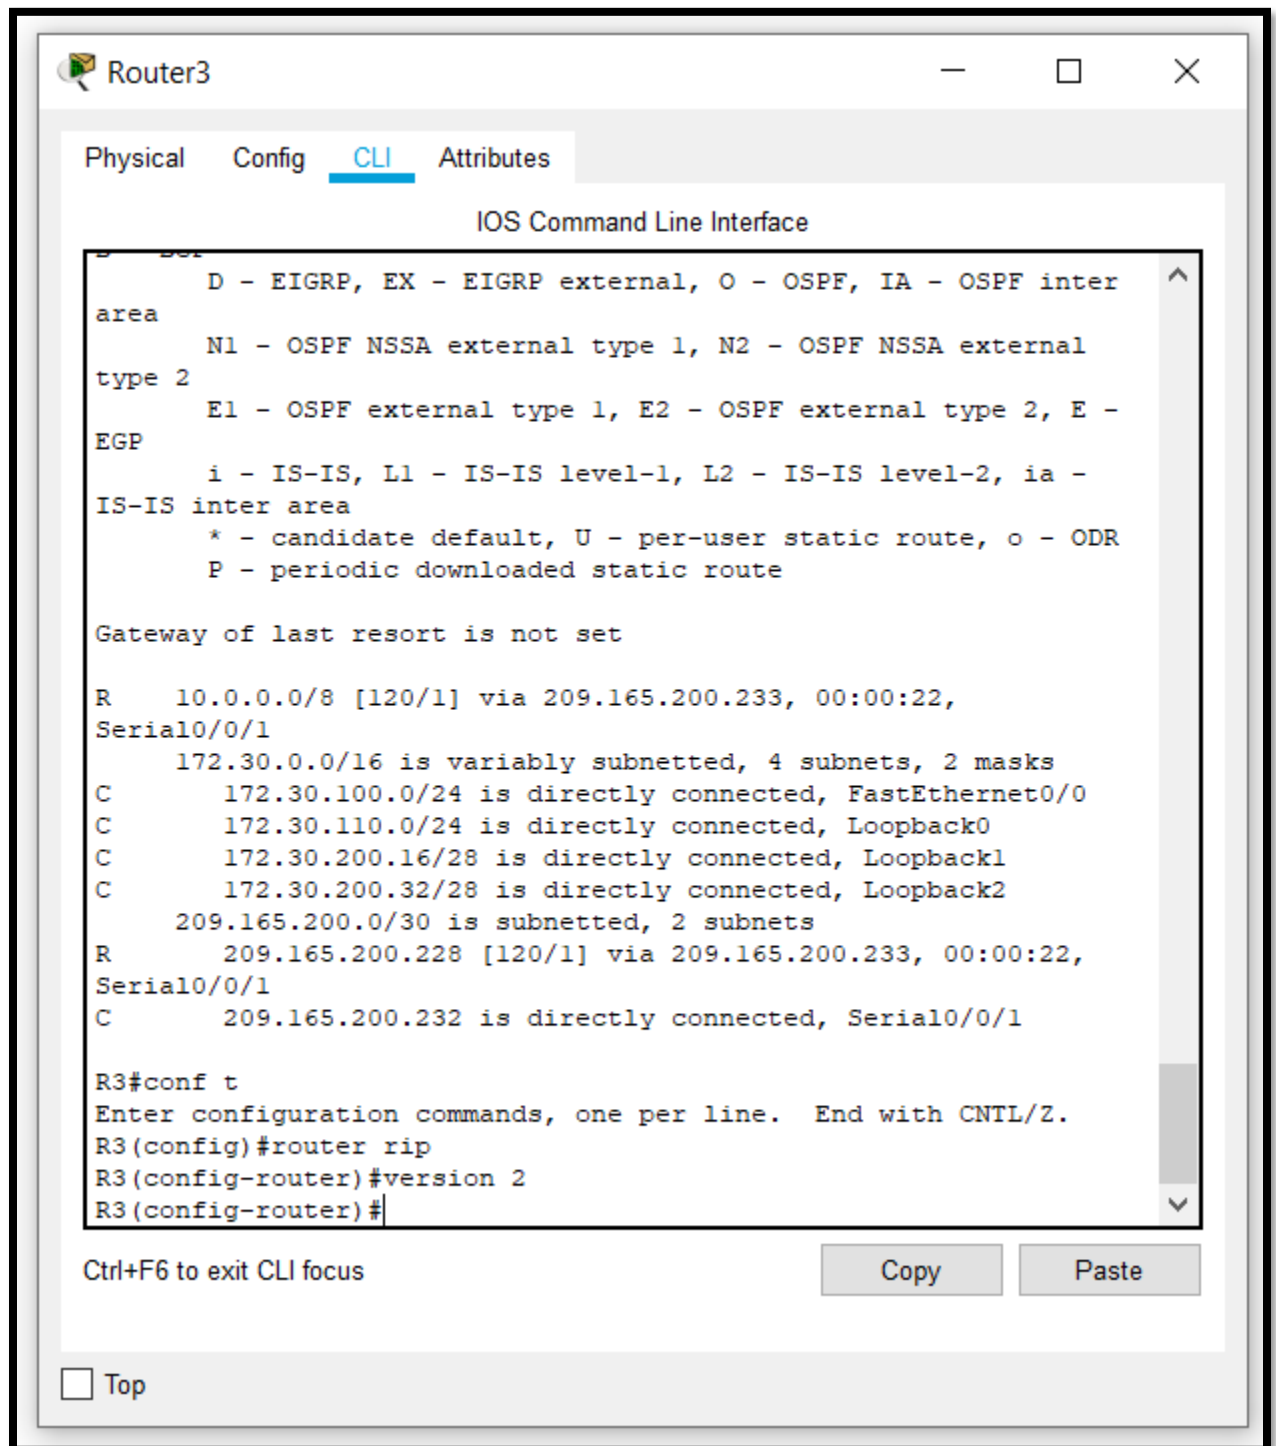 Router3
Physical Config CLI Attributes
IOS Command Line Interface
D - EIGRP, EX - EIGRP external, O - OSPF, IA - OSPF inter
area
N1 - OSPF NSSA external type 1, N2 - OSPF NSSA external
type 2
E1 - OSPF external type 1, E2 - OSPF external type 2, E -
EGP
i - IS-IS, L1 - IS-IS level-1, L2 - IS-IS level-2, ia -
IS-IS inter area
* - candidate default, U - per-user static route, o - ODR
P - periodic downloaded static route
Gateway of last resort is not set
R 10.0.0.0/8 [120/1] via 209.165.200.233, 00:00:22,
Serial0/0/1
172.30.0.0/16 is variably subnetted, 4 subnets, 2 masks
C 172.30.100.0/24 is directly connected, FastEthernet0/0
C 172.30.110.0/24 is directly connected, Loopback0
C 172.30.200.16/28 is directly connected, Loopback1
C 172.30.200.32/28 is directly connected, Loopback2
209.165.200.0/30 is subnetted, 2 subnets
R 209.165.200.228 [120/1] via 209.165.200.233, 00:00:22,
Serial0/0/1
C 209.165.200.232 is directly connected, Serial0/0/1
R3#conf t
Enter configuration commands, one per line. End with CNTL/Z.
R3(config)#router rip
R3(config-router)#version 2
R3(config-router)#
Ctrl+F6 to exit CLI focus
Copy
Paste
Top